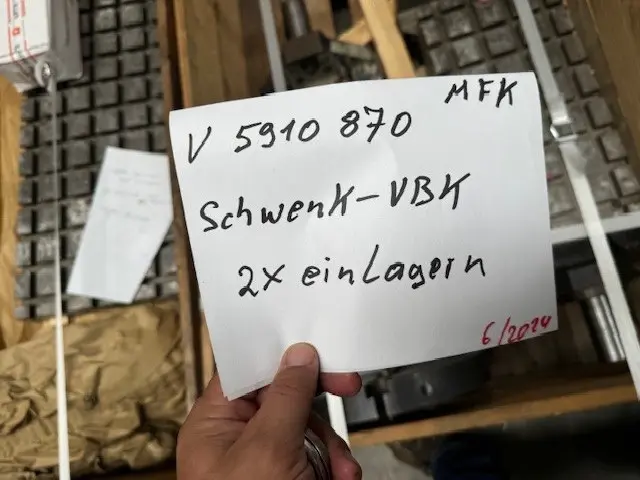 MFK
V 5910 870
Schwenk-VBK
2x einlagern
6/2024